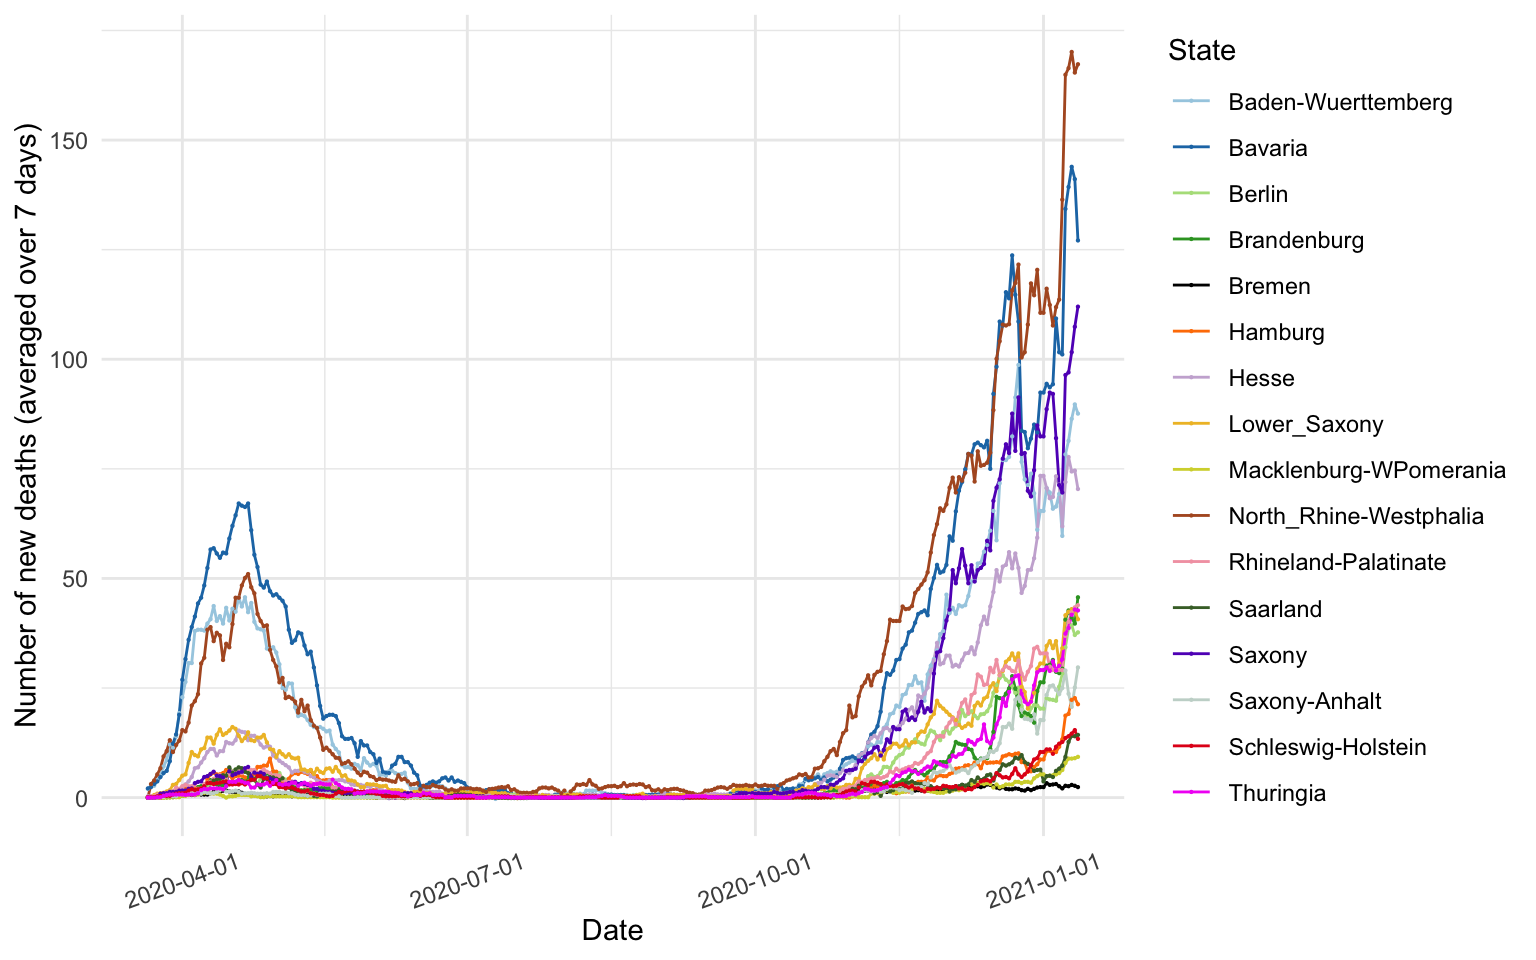 Number of new deaths (averaged over 7 days)
150
100
50
0
2020-04-01
2020-07-01
2020-10-01
2021-01-01
Date
State
Baden-Wuerttemberg
Bavaria
Berlin
Brandenburg
Bremen
Hamburg
Hesse
Lower_Saxony
Macklenburg-WPomerania
North_Rhine-Westphalia
Rhineland-Palatinate
Saarland
Saxony
Saxony-Anhalt
Schleswig-Holstein
Thuringia